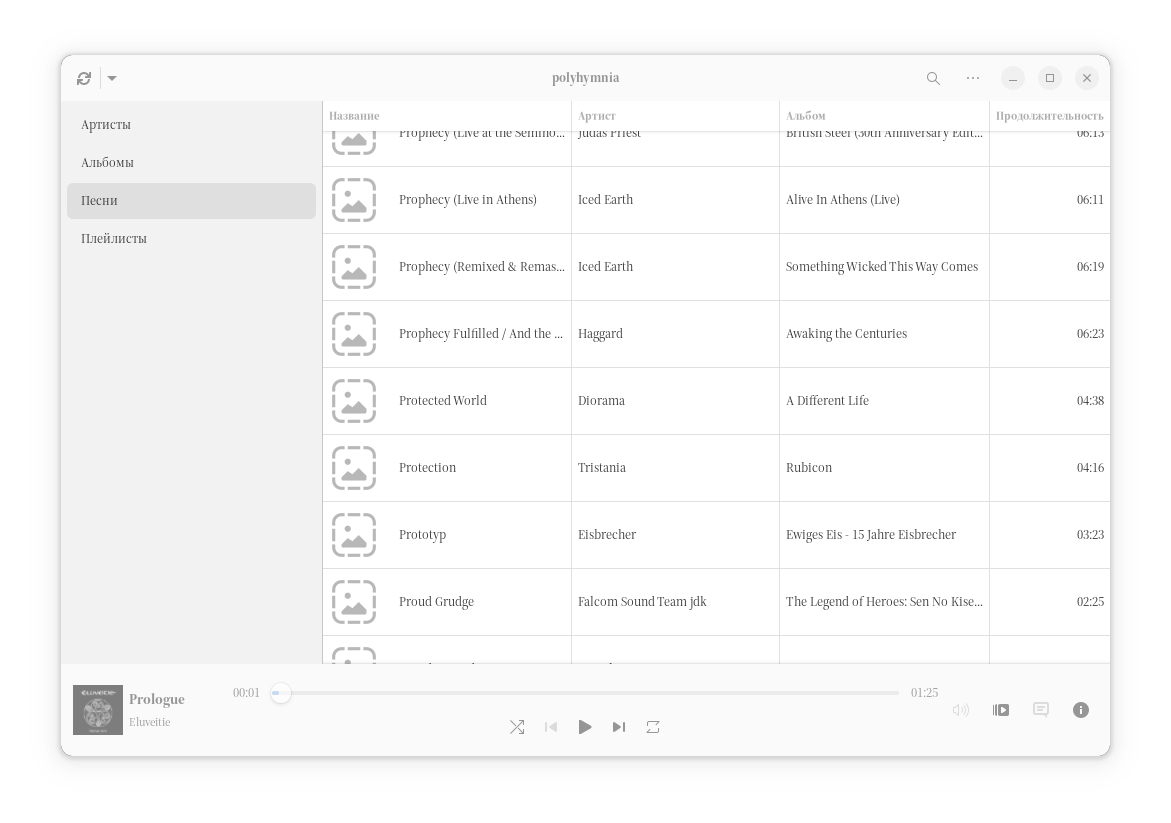 polyhymnia
Артисты
Альбомы
Песни
Плейлисты
Название Артист Альбом Продолжительность
Prophecy (Live at the Semino... Judas Priest British Steel (30th Anniversary Edit... 06:13
Prophecy (Live in Athens) Iced Earth Alive In Athens (Live) 06:11
Prophecy (Remixed & Remas... Iced Earth Something Wicked This Way Comes 06:19
Prophecy Fulfilled / And the ... Haggard Awaking the Centuries 06:23
Protected World Diorama A Different Life 04:38
Protection Tristania Rubicon 04:16
Prototyp Eisbrecher Ewiges Eis - 15 Jahre Eisbrecher 03:23
Proud Grudge Falcom Sound Team jdk The Legend of Heroes: Sen No Kise... 02:25
ELUVEITIE
Prologue
Eluveitie
00:01 01:25